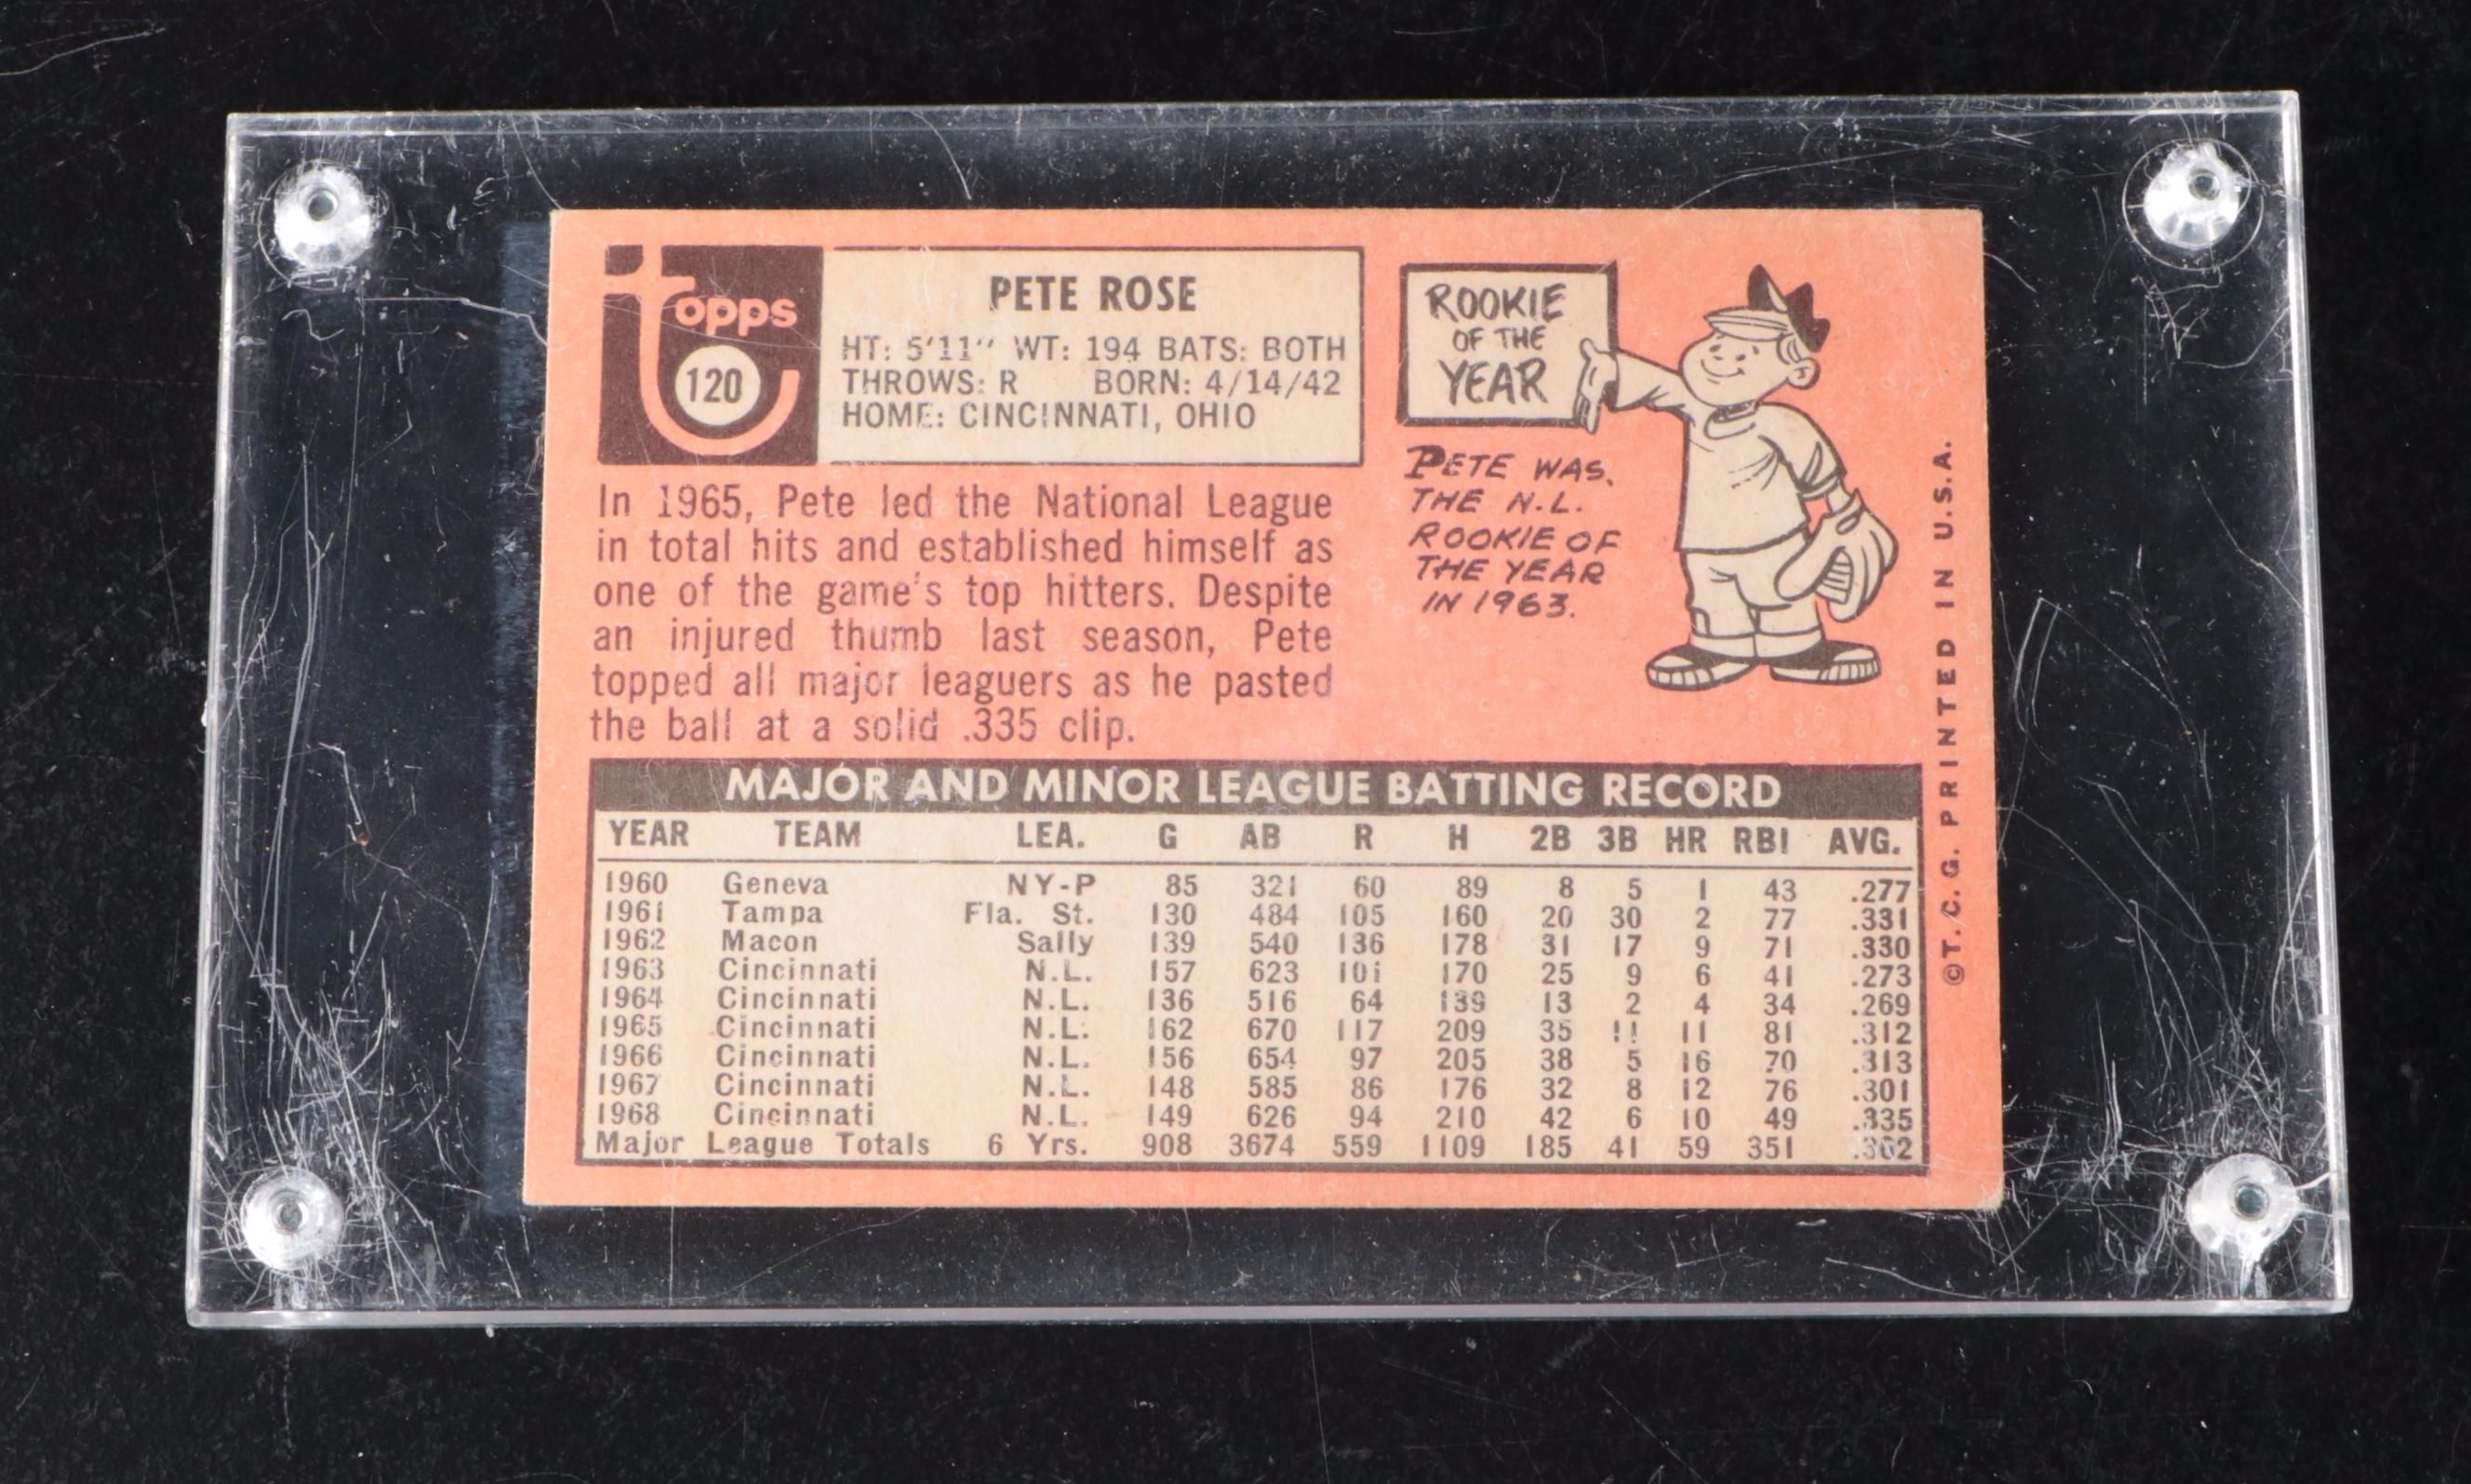 topps
120
PETE ROSE
HT: 5'11" WT: 194 BATS: BOTH
THROWS: R BORN: 4/14/42
HOME: CINCINNATI, OHIO
ROOKIE
OF THE
YEAR
PETE WAS
THE N.L.
ROOKIE OF
THE YEAR
IN 1963.
In 1965, Pete led the National League
in total hits and established himself as
one of the game's top hitters. Despite
an injured thumb last season, Pete
topped all major leaguers as he pasted
the ball at a solid .335 clip.
MAJOR AND MINOR LEAGUE BATTING RECORD
YEAR TEAM LEA. G AB R H 2B 3B HR RBI AVG.
1960 Geneva NY-P 85 321 60 89 8 5 1 43 .277
1961 Tampa Fla. St. 130 484 105 160 20 30 2 77 .331
1962 Macon Sally 139 540 136 178 31 17 9 71 .330
1963 Cincinnati N.L. 157 623 101 170 25 9 6 41 .273
1964 Cincinnati N.L. 136 516 64 139 13 2 4 34 .269
1965 Cincinnati N.L. 162 670 117 209 35 11 11 81 .312
1966 Cincinnati N.L. 156 654 97 205 38 5 16 70 .313
1967 Cincinnati N.L. 148 585 86 176 32 8 12 76 .301
1968 Cincinnati N.L. 149 626 94 210 42 6 10 49 .335
Major League Totals 6 Yrs. 908 3674 559 1109 185 41 59 351 .302
©T.C.G. PRINTED IN U.S.A.